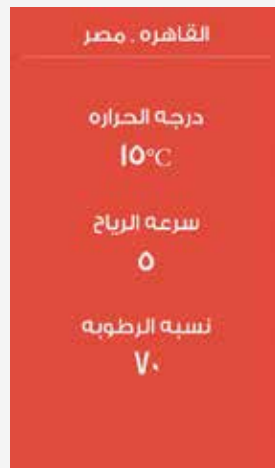 القاهره . مصر
درجه الحراره
١٥°C
سرعه الرياح
٥
نسبه الرطوبه
٧٠